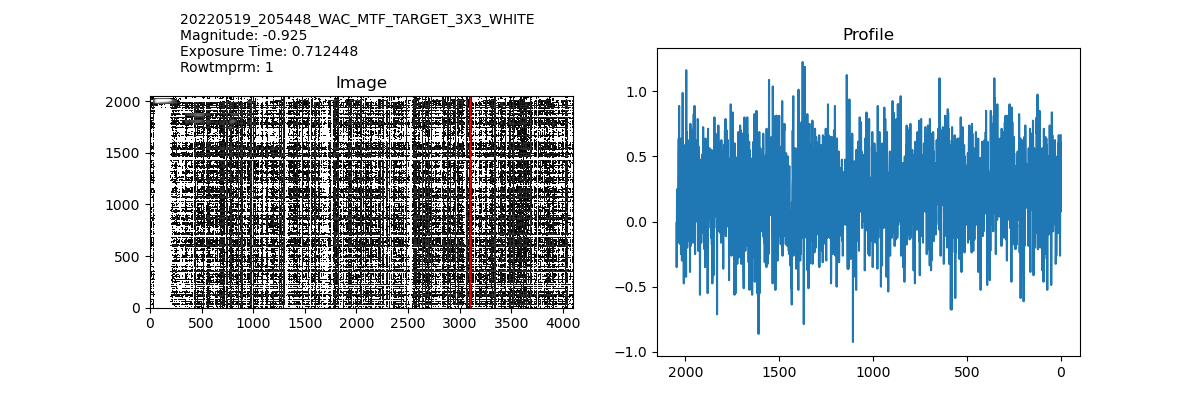 20220519_205448_WAC_MTF_TARGET_3X3_WHITE
Magnitude: -0.925
Exposure Time: 0.712448
Rowtmprm: 1
Image
2000
1500
1000
500
0
0 500 1000 1500 2000 2500 3000 3500 4000
Profile
1.0
0.5
0.0
−0.5
−1.0
2000 1500 1000 500 0